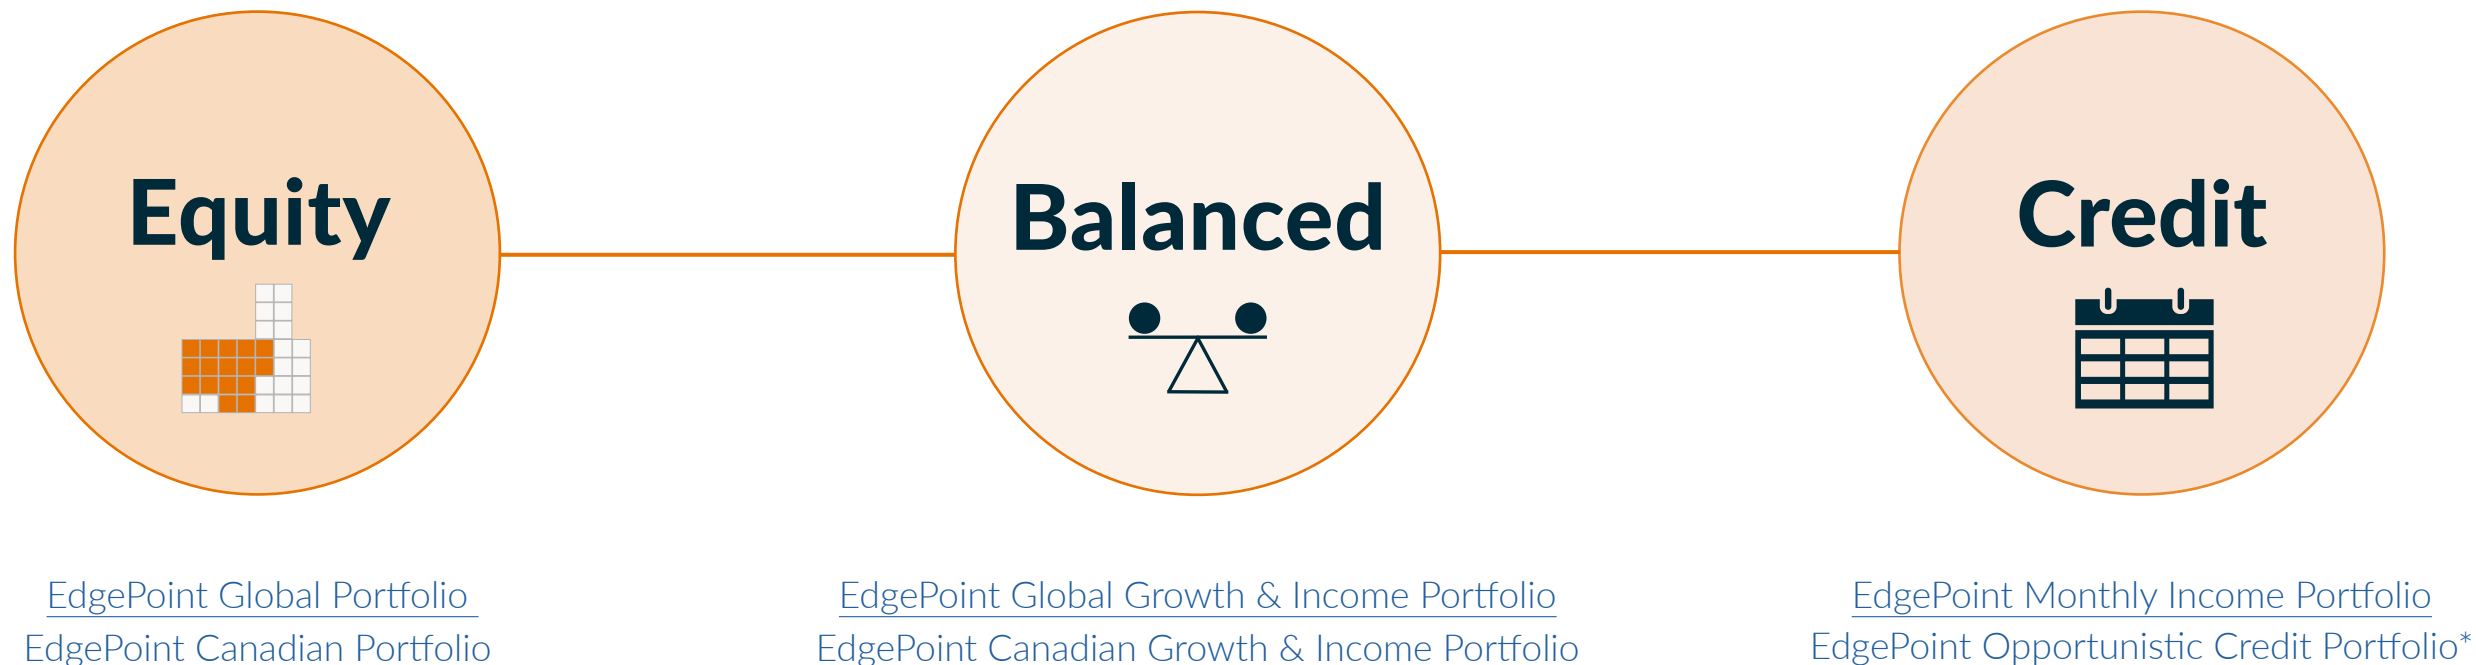 Equity
Balanced
Credit
EdgePoint Global Portfolio
EdgePoint Canadian Portfolio
EdgePoint Global Growth & Income Portfolio
EdgePoint Canadian Growth & Income Portfolio
EdgePoint Monthly Income Portfolio
EdgePoint Opportunistic Credit Portfolio*